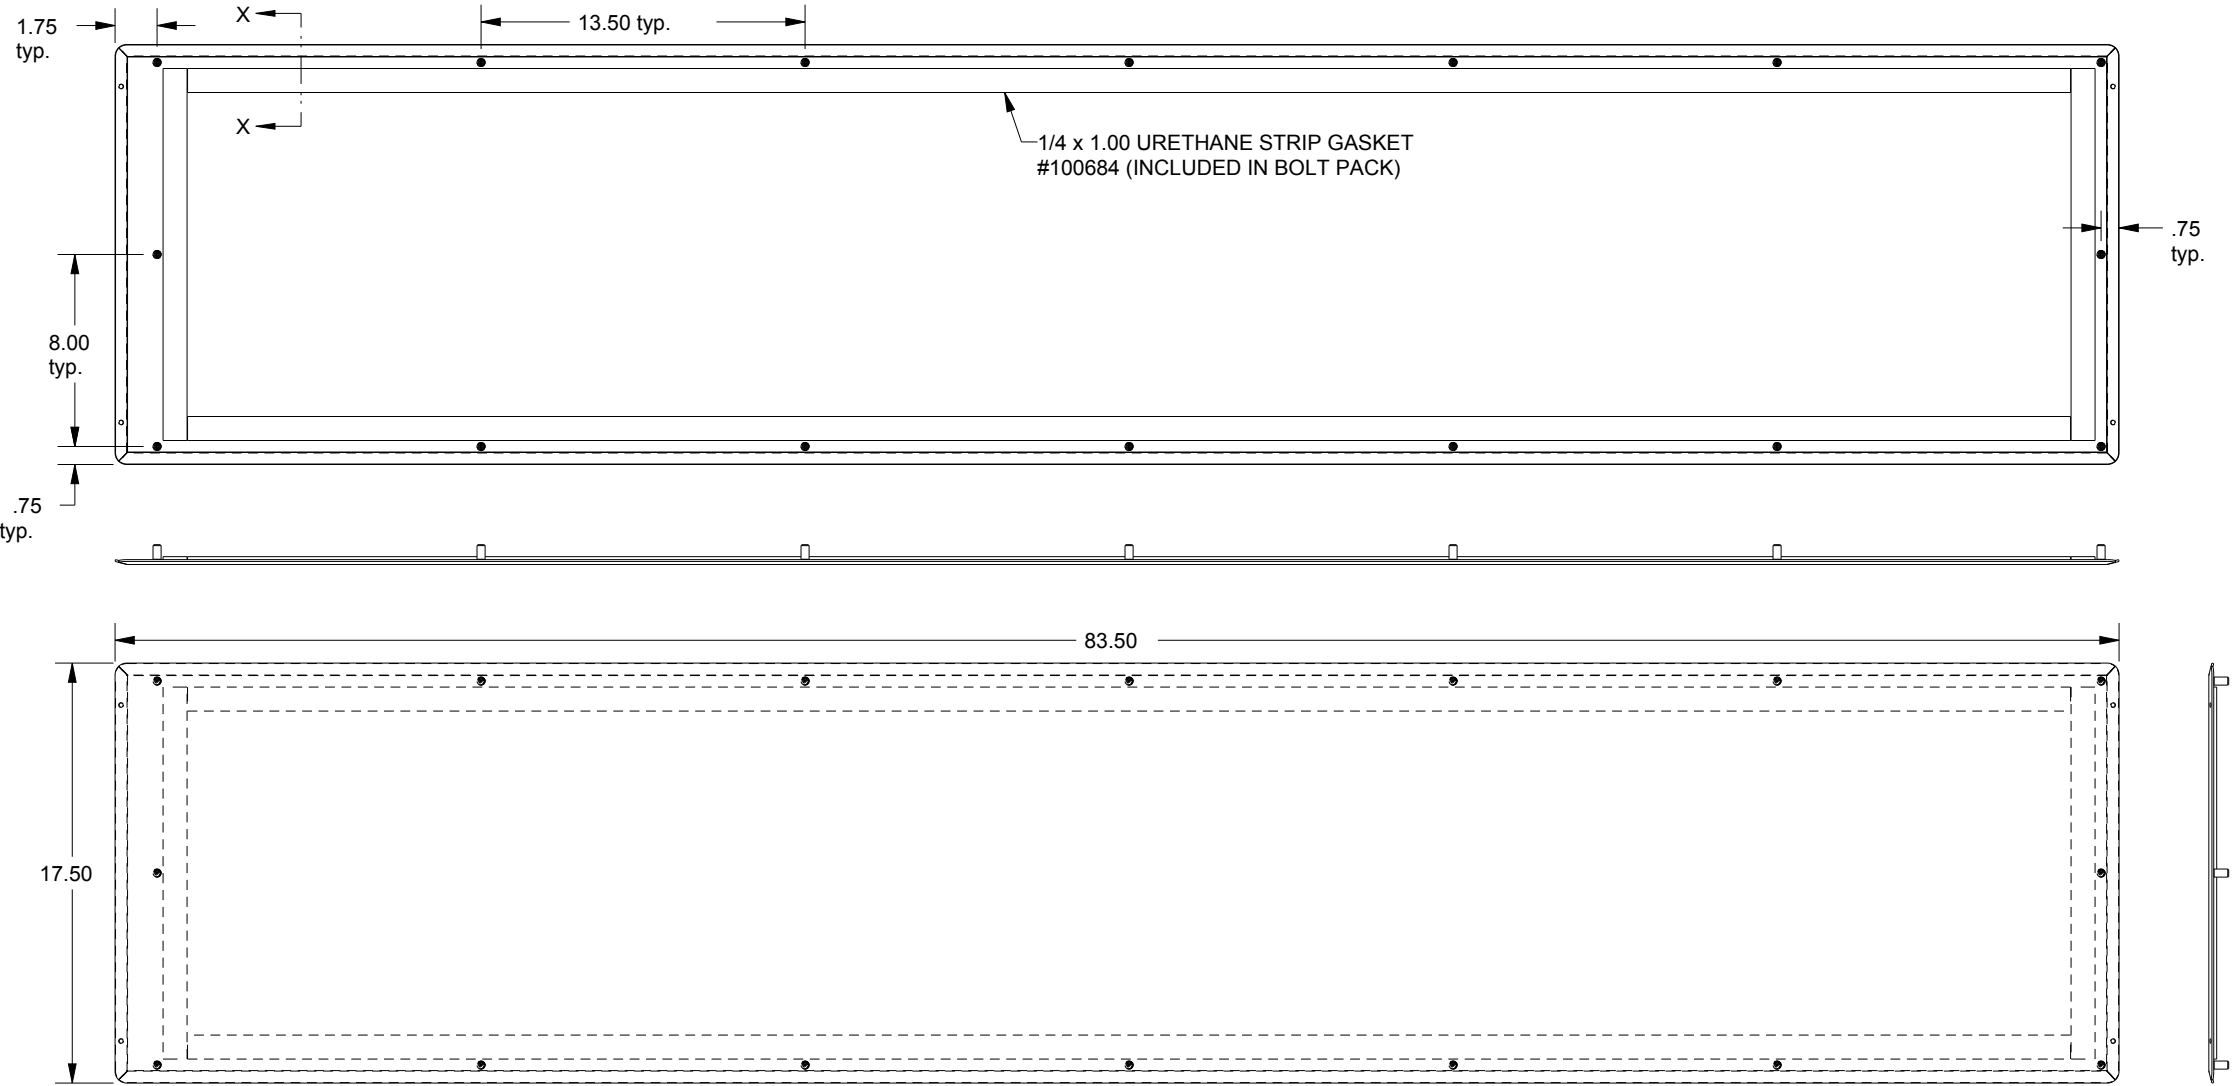 1.75
typ.
X
13.50 typ.
X
1/4 x 1.00 URETHANE STRIP GASKET
#100684 (INCLUDED IN BOLT PACK)
.75
typ.
8.00
typ.
.75
typ.
83.50
17.50